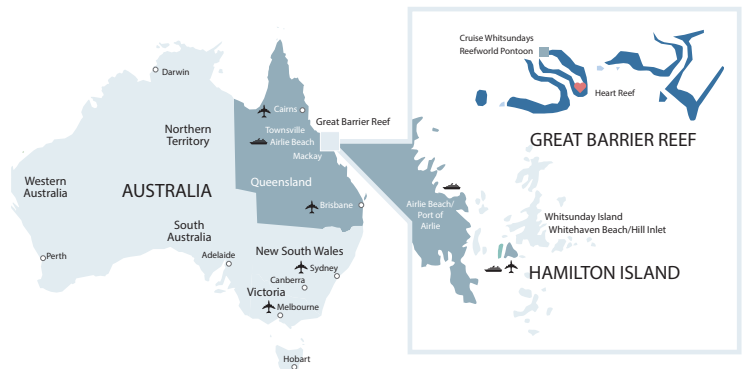 Darwin
Northern
Territory
Western
Australia
AUSTRALIA
South
Australia
Perth
Adelaide
Cairns
Townsville
Airlie Beach
Mackay
Great Barrier Reef
Queensland
Brisbane
New South Wales
Sydney
Canberra
Victoria
Melbourne
Hobart
Cruise Whitsundays
Reefworld Pontoon
Heart Reef
GREAT BARRIER REEF
Airlie Beach/
Port of
Airlie
Whitsunday Island
Whitehaven Beach/Hill Inlet
HAMILTON ISLAND